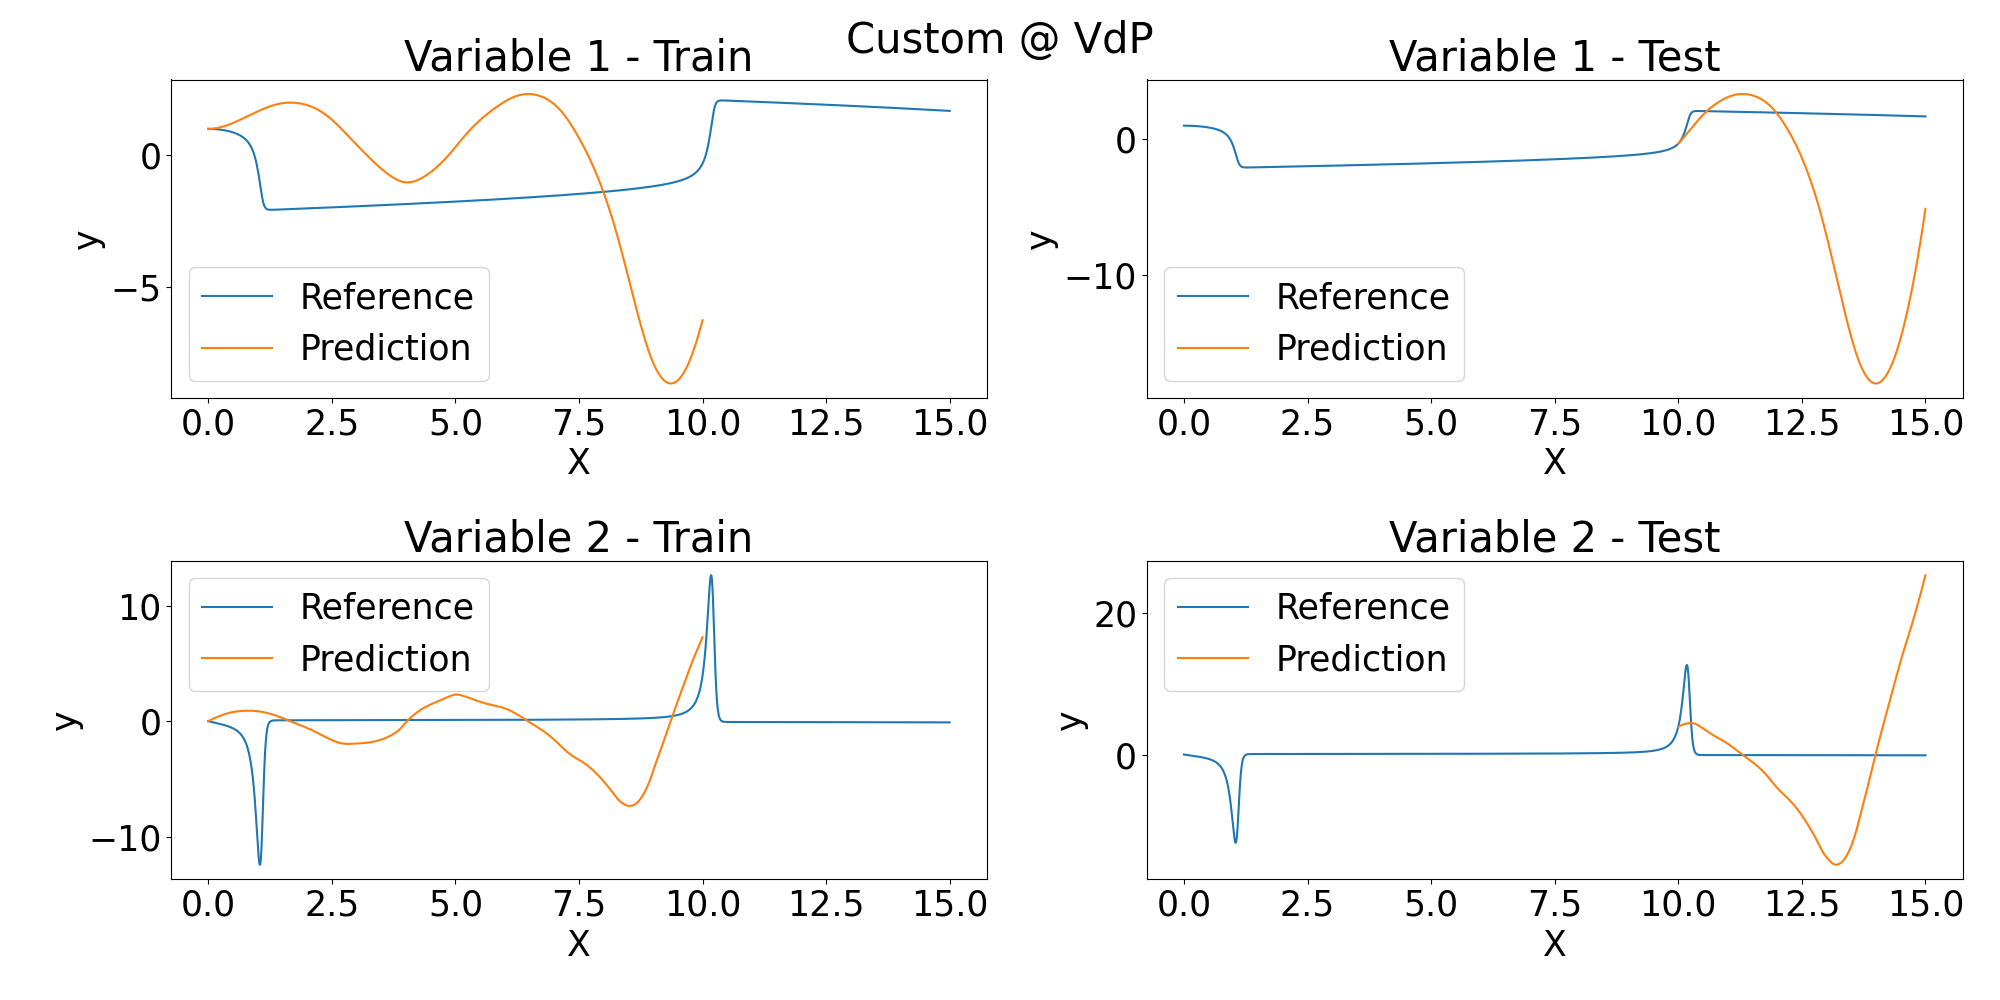 Custom @ VdP
Variable 1 - Train
0
−5
y
Reference
Prediction
0.0 2.5 5.0 7.5 10.0 12.5 15.0
X
Variable 1 - Test
0
−10
y
Reference
Prediction
0.0 2.5 5.0 7.5 10.0 12.5 15.0
X
Variable 2 - Train
10
0
−10
y
Reference
Prediction
0.0 2.5 5.0 7.5 10.0 12.5 15.0
X
Variable 2 - Test
20
0
y
Reference
Prediction
0.0 2.5 5.0 7.5 10.0 12.5 15.0
X